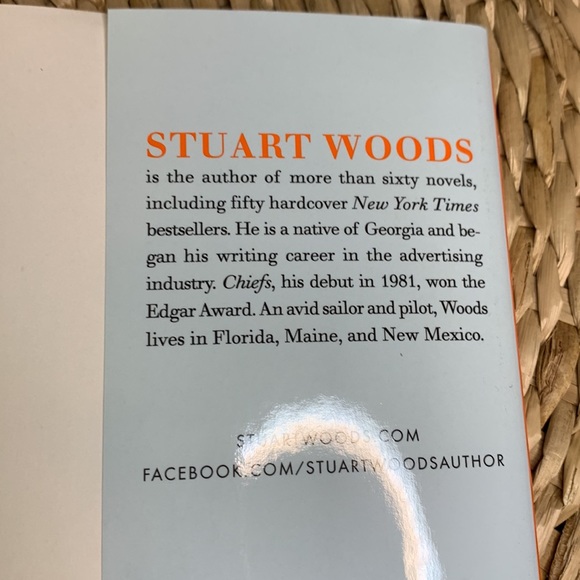 STUART WOODS
is the author of more than sixty novels,
including fifty hardcover New York Times
bestsellers. He is a native of Georgia and be-
gan his writing career in the advertising
industry. Chiefs, his debut in 1981, won the
Edgar Award. An avid sailor and pilot, Woods
lives in Florida, Maine, and New Mexico.
STUARTWOODS.COM
FACEBOOK.COM/STUARTWOODSAUTHOR